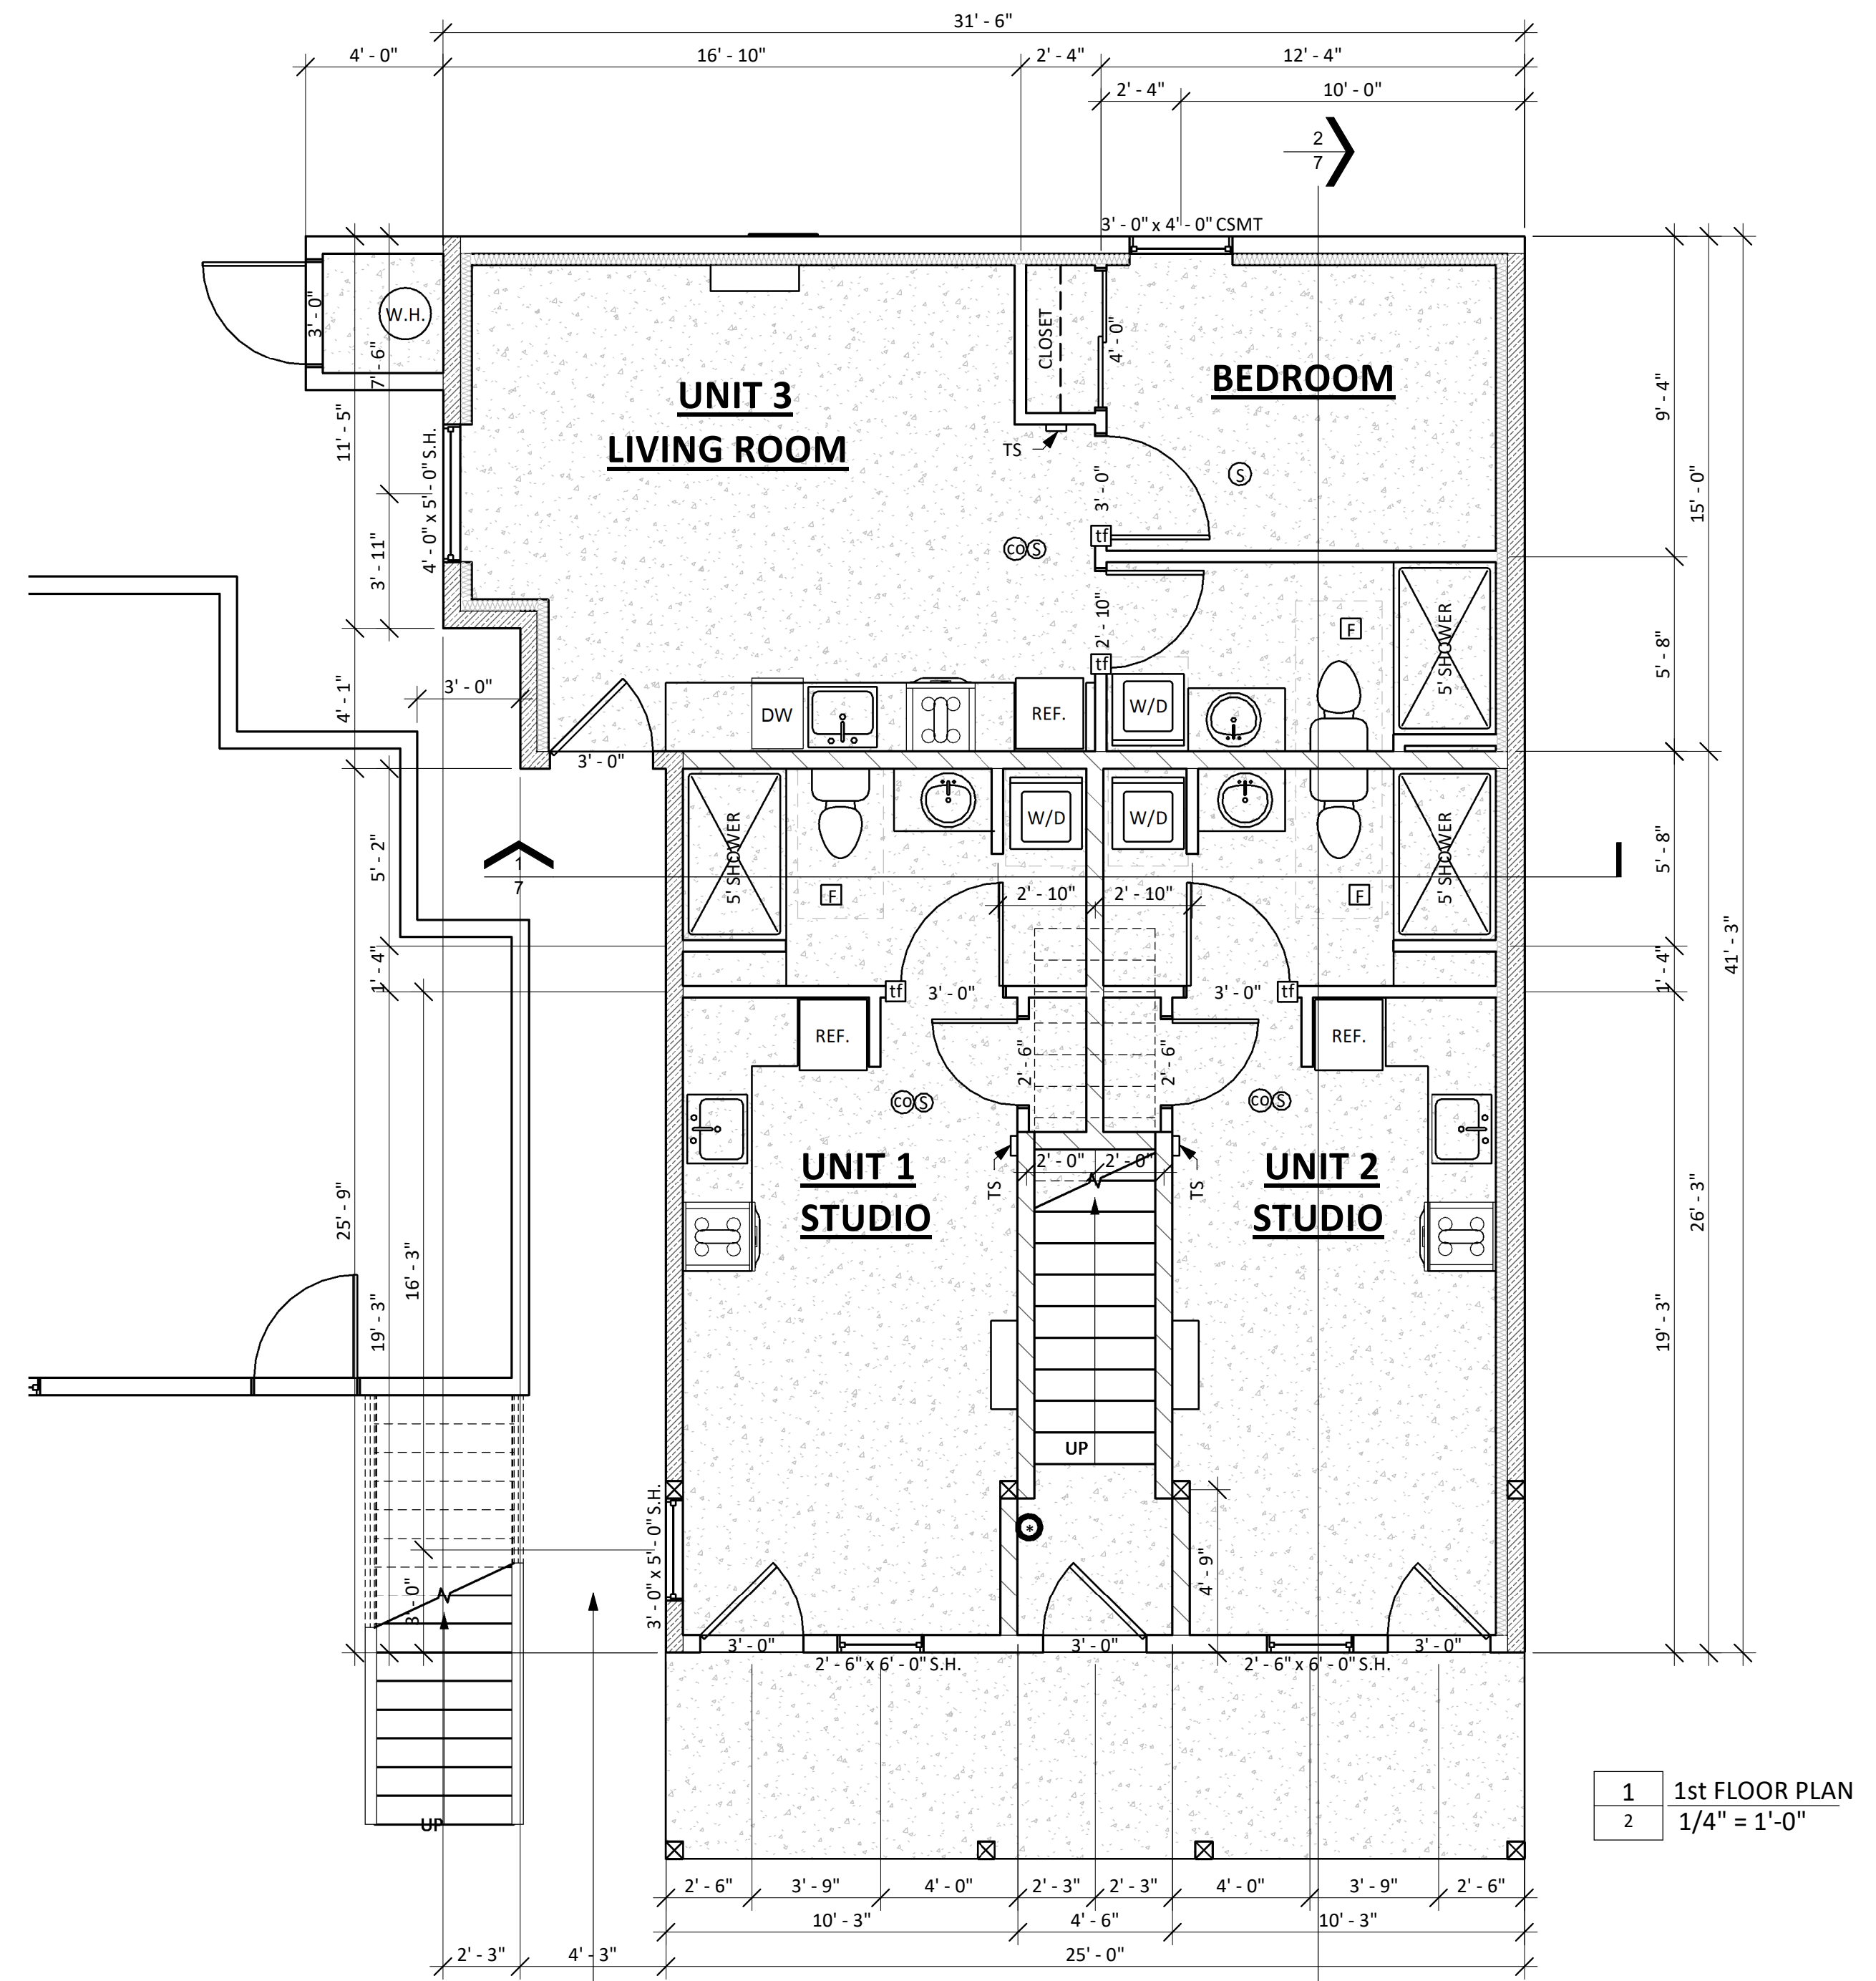 31' - 6"
4' - 0" 16' - 10" 2' - 4" 12' - 4"
2' - 4" 10' - 0"
2
7
3' - 0" x 4' - 0" CSMT
W.H.
3' - 0"
7' - 6"
CLOSET
4' - 0"
BEDROOM
UNIT 3
LIVING ROOM
9' - 4"
11' - 5"
4' - 0" x 5' - 0" S.H.
TS
S
3' - 0"
15' - 0"
3' - 11"
tf
co S
2' - 10"
F
5' SHOWER
5' - 8"
tf
3' - 0"
4' - 1"
DW
REF.
W/D
3' - 0"
5' SHOWER
W/D
W/D
5' SHOWER
5' - 2"
5' - 8"
1
7
F
2' - 10" 2' - 10"
F
41' - 3"
1' - 4"
tf
3' - 0"
3' - 0"
tf
1' - 4"
REF.
2' - 6"
2' - 6"
REF.
co S
co S
UNIT 1
STUDIO
2' - 0" 2' - 0"
TS
TS
UNIT 2
STUDIO
25' - 9"
16' - 3"
19' - 3"
26' - 3"
19' - 3"
UP
3' - 0" x 5' - 0" S.H.
*
4' - 9"
3' - 0"
3' - 0"
3' - 0"
3' - 0"
2' - 6" x 6' - 0" S.H.
2' - 6" x 6' - 0" S.H.
UP
1 1st FLOOR PLAN
2 1/4" = 1'-0"
2' - 6" 3' - 9" 4' - 0" 2' - 3" 2' - 3" 4' - 0" 3' - 9" 2' - 6"
10' - 3" 4' - 6" 10' - 3"
2' - 3" 4' - 3" 25' - 0"